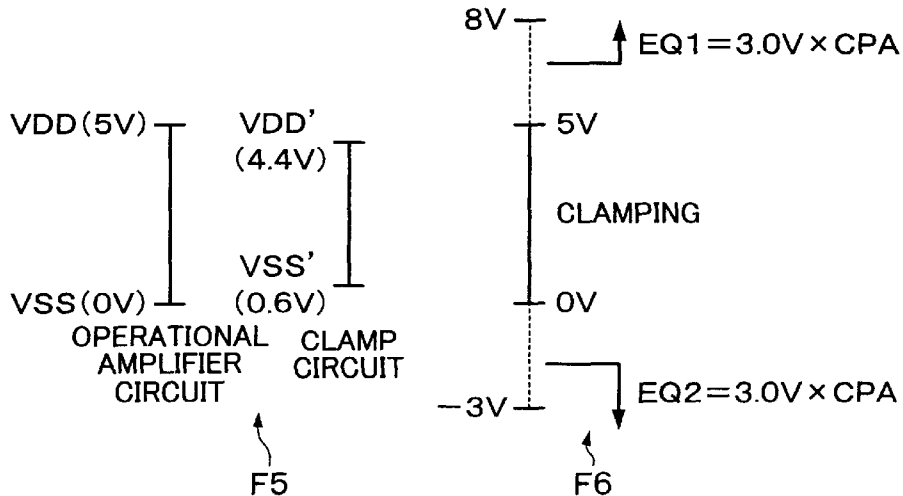 8V
EQ1=3.0V×CPA
VDD(5V)
VDD'
(4.4V)
5V
CLAMPING
VSS'
(0.6V)
VSS(0V)
0V
OPERATIONAL
AMPLIFIER
CIRCUIT
CLAMP
CIRCUIT
-3V
EQ2=3.0V×CPA
F5
F6